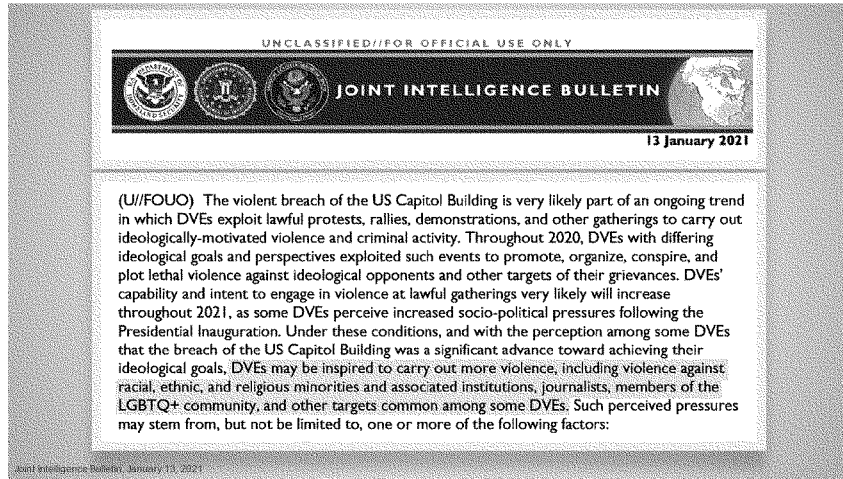 UNCLASSIFIED//FOR OFFICIAL USE ONLY
JOINT INTELLIGENCE BULLETIN
13 January 2021
(U//FOUO) The violent breach of the US Capitol Building is very likely part of an ongoing trend
in which DVEs exploit lawful protests, rallies, demonstrations, and other gatherings to carry out
ideologically-motivated violence and criminal activity. Throughout 2020, DVEs with differing
ideological goals and perspectives exploited such events to promote, organize, conspire, and
plot lethal violence against ideological opponents and other targets of their grievances. DVEs’
capability and intent to engage in violence at lawful gatherings very likely will increase
throughout 2021, as some DVEs perceive increased socio-political pressures following the
Presidential Inauguration. Under these conditions, and with the perception among some DVEs
that the breach of the US Capitol Building was a significant advance toward achieving their
ideological goals, DVEs may be inspired to carry out more violence, including violence against
racial, ethnic, and religious minorities and associated institutions, journalists, members of the
LGBTQ+ community, and other targets common among some DVEs. Such perceived pressures
may stem from, but not be limited to, one or more of the following factors:
Joint Intelligence Bulletin, January 13, 2021